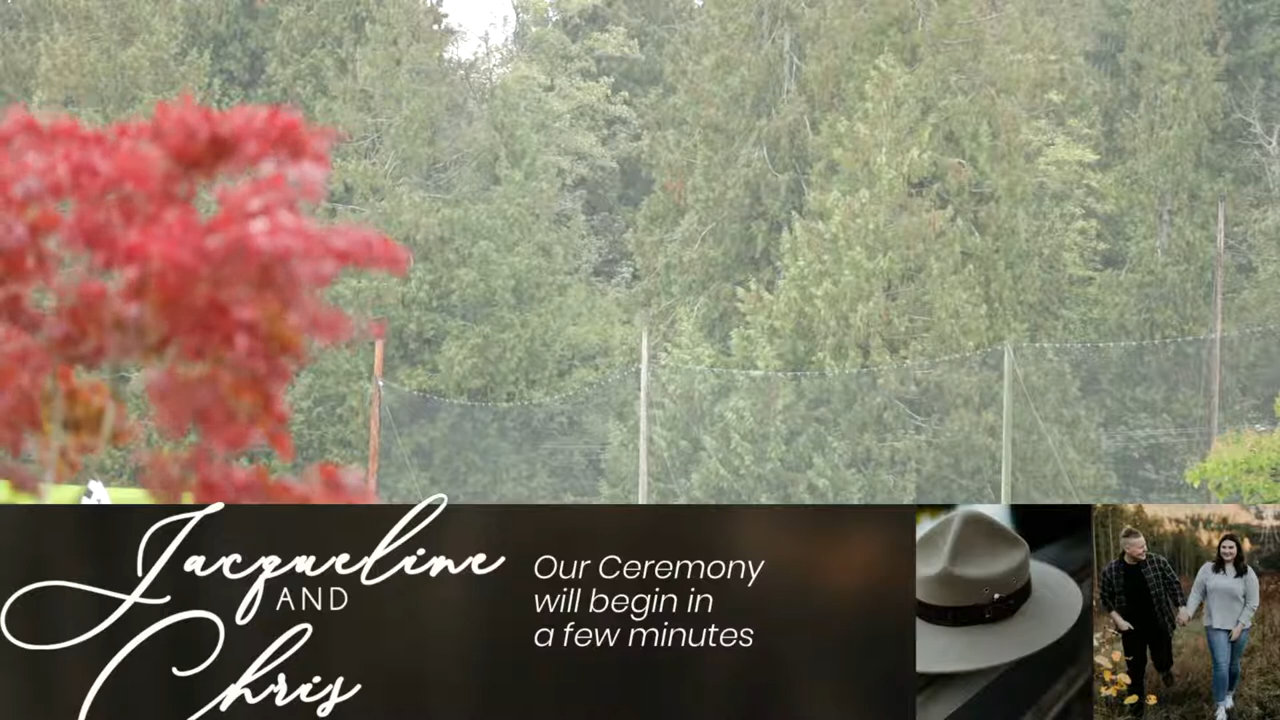 Jacqueline
AND
Chris
Our Ceremony
will begin in
a few minutes